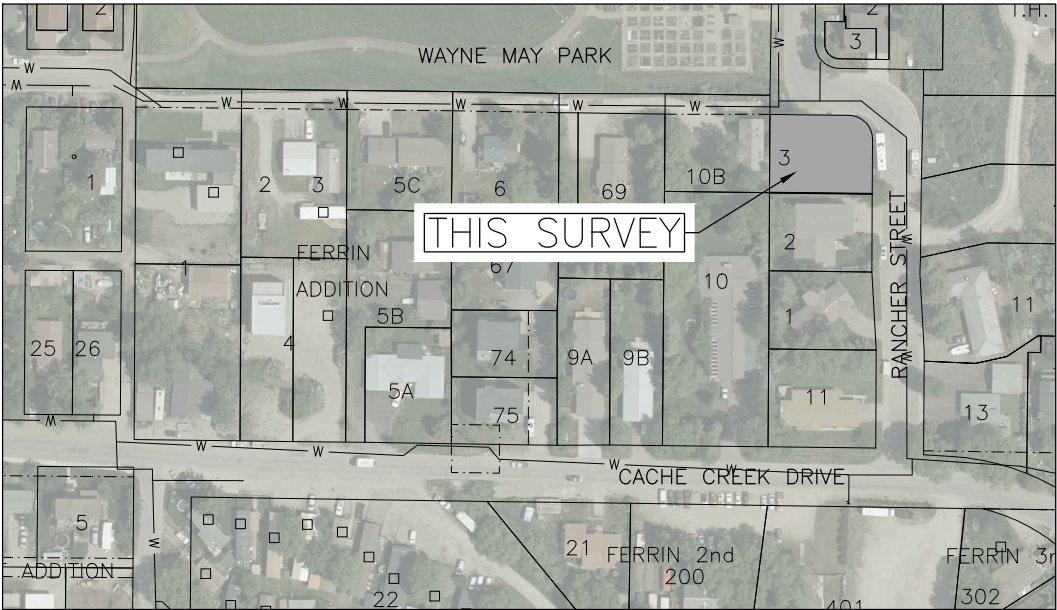 2
T.H.
2
3
WAYNE MAY PARK
W
W
W
W
W
W
W
W
W
1
2
3
5C
6
69
10B
3
THIS SURVEY
RANCHER STREET
W
2
FERRIN
ADDITION
67
10
1
5B
1
11
25
26
4
74
9A
9B
W
5A
75
11
13
W
W
W
W
W
CACHE CREEK DRIVE
5
W
21
FERRIN 2nd
200
FERRIN 3r
ADDITION
22
401
302